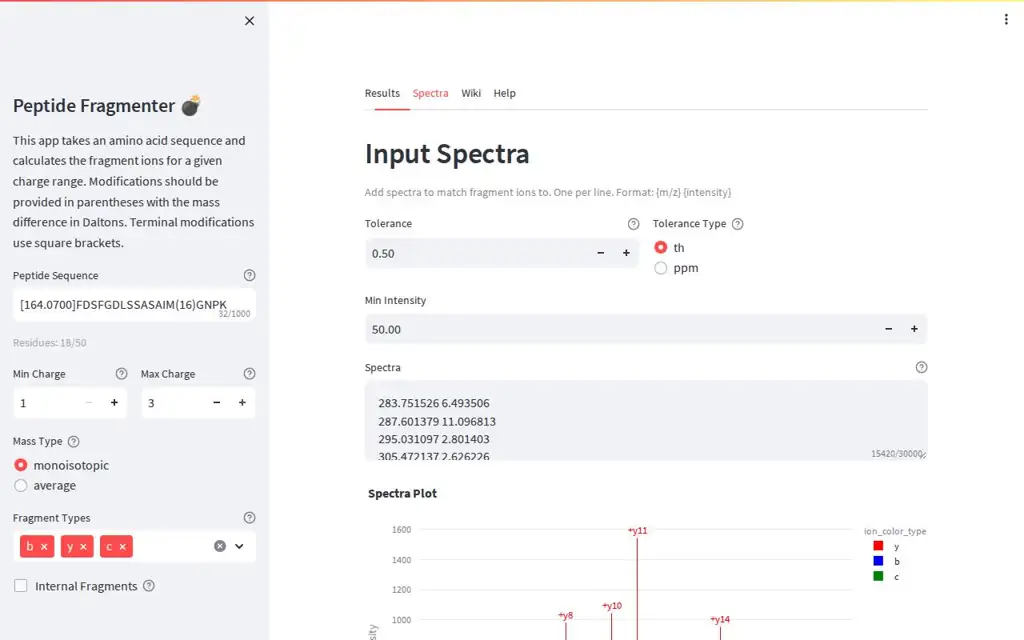 Peptide Fragmenter 💣
This app takes an amino acid sequence and
calculates the fragment ions for a given
charge range. Modifications should be
provided in parentheses with the mass
difference in Daltons. Terminal modifications
use square brackets.
Peptide Sequence
[164.0700]FDSFGDLSSASAIM(16)GNPK
32/1000
Residues: 18/50
Min Charge Max Charge
1 − + 3 − +
Mass Type
monoisotopic
average
Fragment Types
b × y × c ×
Internal Fragments
Results Spectra Wiki Help
Input Spectra
Add spectra to match fragment ions to. One per line. Format: {m/z} {intensity}
Tolerance Tolerance Type
0.50 − +
th
ppm
Min Intensity
50.00 − +
Spectra
283.751526 6.493506
287.601379 11.096813
295.031097 2.801403
305.472137 2.626226
15420/30000
Spectra Plot
1600
1400
1200
1000
+y11
+y10
+y8
+y14
ion_color_type
y
b
c